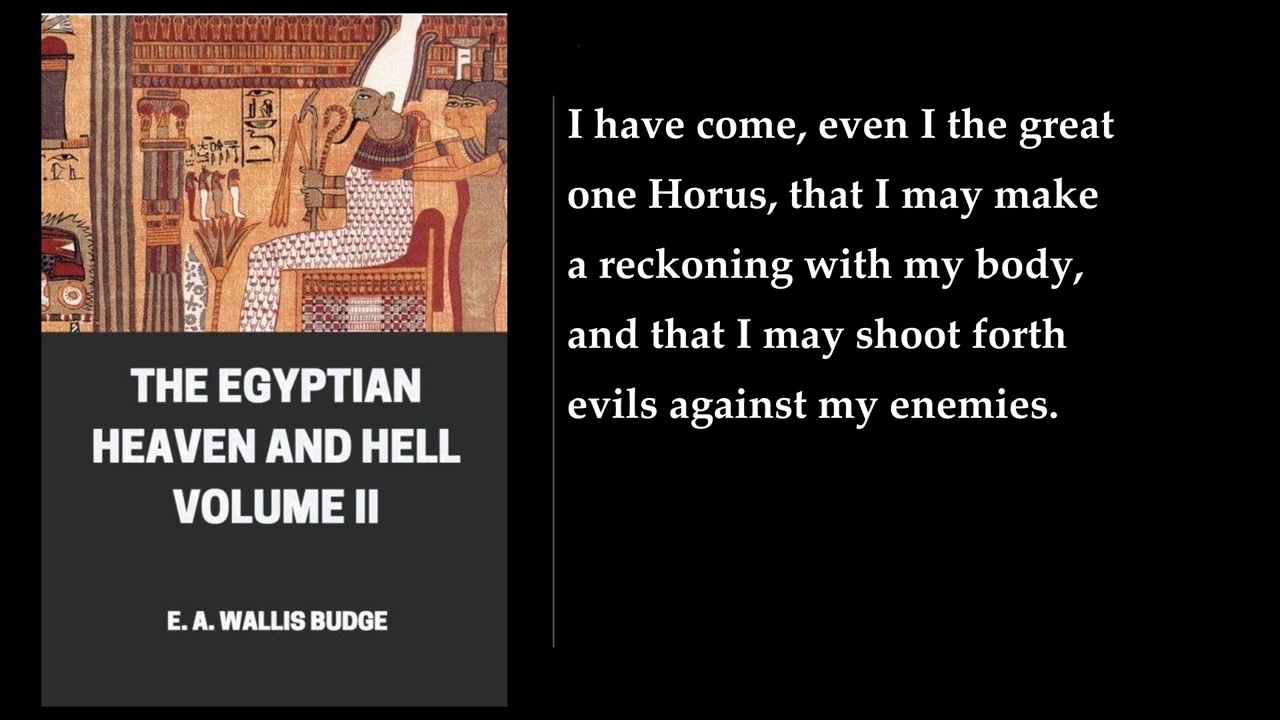 THE EGYPTIAN
HEAVEN AND HELL
VOLUME II
E. A. WALLIS BUDGE
I have come, even I the great
one Horus, that I may make
a reckoning with my body,
and that I may shoot forth
evils against my enemies.